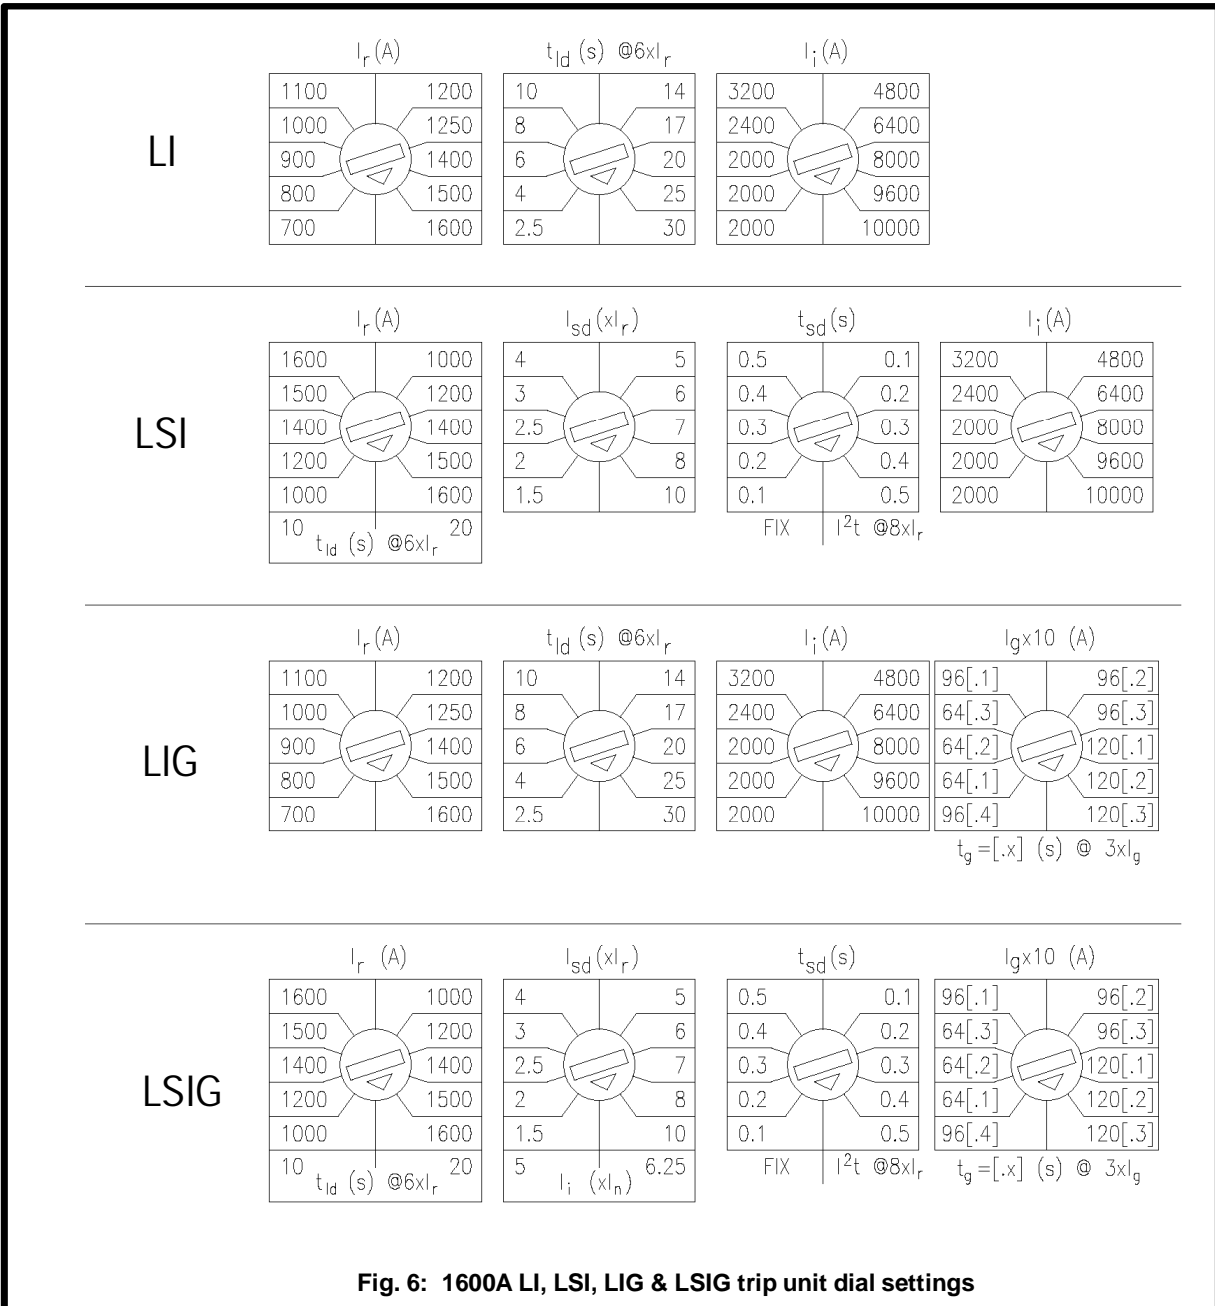 Ir (A) tld (s) @6xIr Ii (A)
1100 1200 10 14 3200 4800
1000 1250 8 17 2400 6400
LI 900 1400 6 20 2000 8000
800 1500 4 25 2000 9600
700 1600 2.5 30 2000 10000
Ir (A) Isd (xIr) tsd (s) Ii (A)
1600 1000 4 5 0.5 0.1 3200 4800
1500 1200 3 6 0.4 0.2 2400 6400
LSI 1400 1400 2.5 7 0.3 0.3 2000 8000
1200 1500 2 8 0.2 0.4 2000 9600
1000 1600 1.5 10 0.1 0.5 2000 10000
10 20 FIX I²t @8xIr
tld (s) @6xIr
Ir (A) tld (s) @6xIr Ii (A) Igx10 (A)
1100 1200 10 14 3200 4800 96[.1] 96[.2]
1000 1250 8 17 2400 6400 64[.3] 96[.3]
LIG 900 1400 6 20 2000 8000 64[.2] 120[.1]
800 1500 4 25 2000 9600 64[.1] 120[.2]
700 1600 2.5 30 2000 10000 96[.4] 120[.3]
tg=[.x] (s) @ 3xIg
Ir (A) Isd (xIr) tsd (s) Igx10 (A)
1600 1000 4 5 0.5 0.1 96[.1] 96[.2]
1500 1200 3 6 0.4 0.2 64[.3] 96[.3]
LSIG 1400 1400 2.5 7 0.3 0.3 64[.2] 120[.1]
1200 1500 2 8 0.2 0.4 64[.1] 120[.2]
1000 1600 1.5 10 0.1 0.5 96[.4] 120[.3]
10 20 5 6.25 FIX I²t @8xIr tg=[.x] (s) @ 3xIg
tld (s) @6xIr Ii (xIn)
Fig. 6: 1600A LI, LSI, LIG & LSIG trip unit dial settings